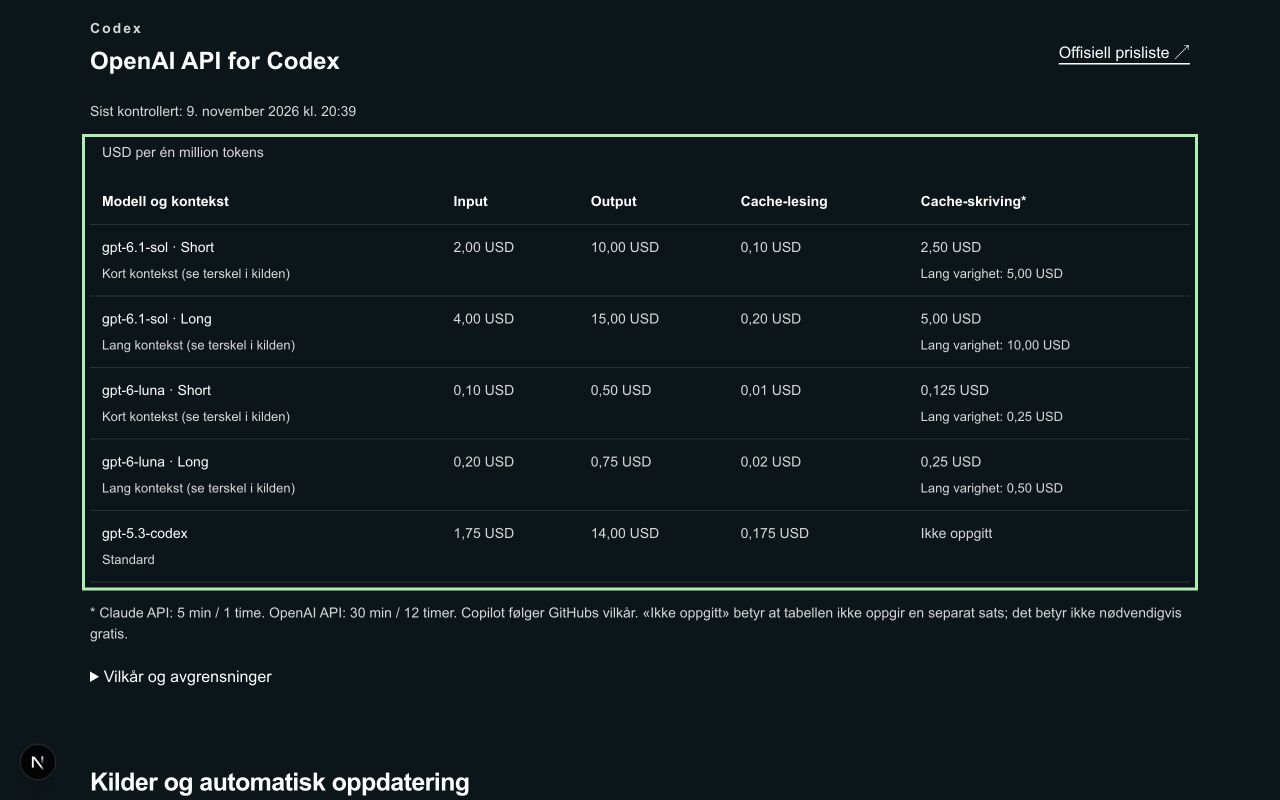 Codex
OpenAI API for Codex
Offisiell prisliste ↗
Sist kontrollert: 9. november 2026 kl. 20:39
USD per én million tokens
Modell og kontekst Input Output Cache-lesing Cache-skriving*
gpt-6.1-sol · Short 2,00 USD 10,00 USD 0,10 USD 2,50 USD
Kort kontekst (se terskel i kilden) Lang varighet: 5,00 USD
gpt-6.1-sol · Long 4,00 USD 15,00 USD 0,20 USD 5,00 USD
Lang kontekst (se terskel i kilden) Lang varighet: 10,00 USD
gpt-6-luna · Short 0,10 USD 0,50 USD 0,01 USD 0,125 USD
Kort kontekst (se terskel i kilden) Lang varighet: 0,25 USD
gpt-6-luna · Long 0,20 USD 0,75 USD 0,02 USD 0,25 USD
Lang kontekst (se terskel i kilden) Lang varighet: 0,50 USD
gpt-5.3-codex 1,75 USD 14,00 USD 0,175 USD Ikke oppgitt
Standard
* Claude API: 5 min / 1 time. OpenAI API: 30 min / 12 timer. Copilot følger GitHubs vilkår. «Ikke oppgitt» betyr at tabellen ikke oppgir en separat sats; det betyr ikke nødvendigvis
gratis.
▶ Vilkår og avgrensninger
N
Kilder og automatisk oppdatering